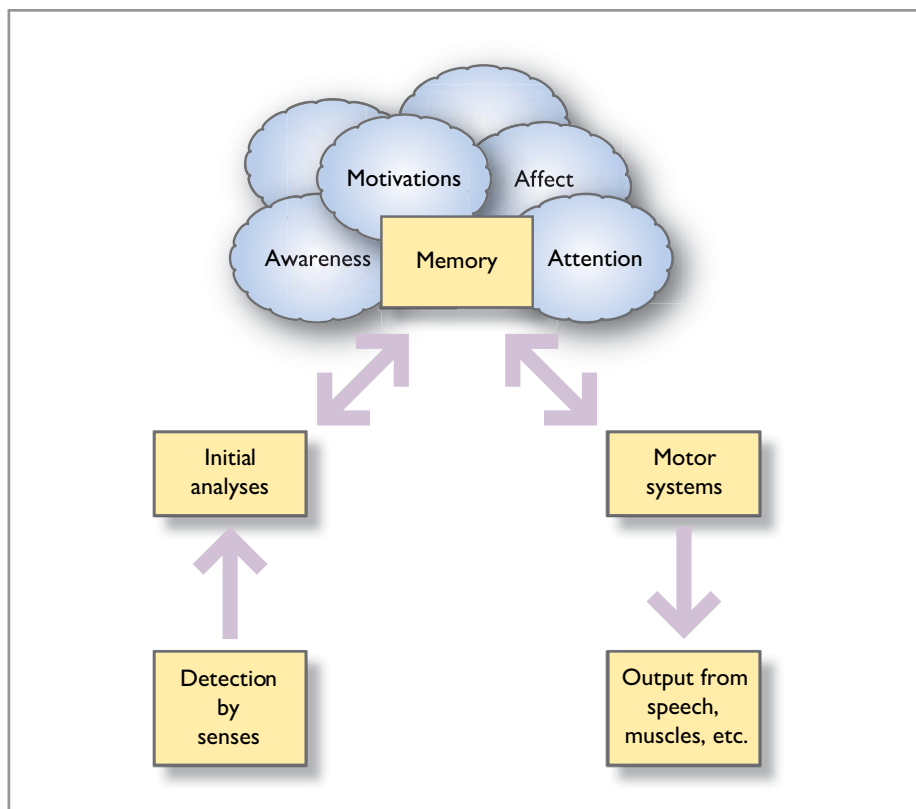 Motivations
Affect
Awareness
Memory
Attention
Initial
analyses
Motor
systems
Detection
by
senses
Output from
speech,
muscles, etc.